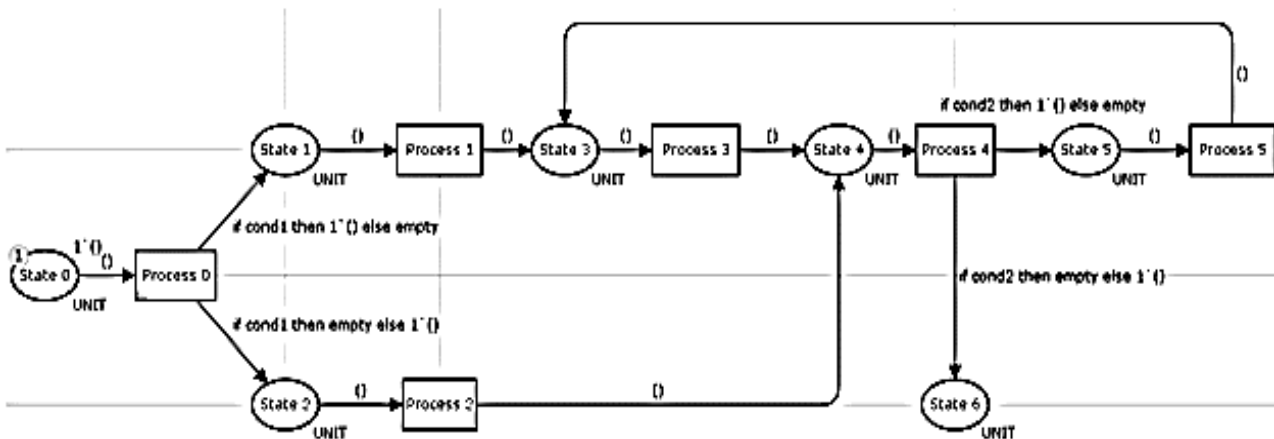 ()
if cond2 then 1`() else empty
State 1
()
Process 1
()
State 3
()
Process 3
()
State 4
()
Process 4
State 5
()
Process 5
UNIT
UNIT
UNIT
UNIT
if cond1 then 1`() else empty
1
1`()
()
State 0
Process 0
UNIT
if cond2 then empty else 1`()
if cond1 then empty else 1`()
State 2
()
Process 2
()
State 6
UNIT
UNIT